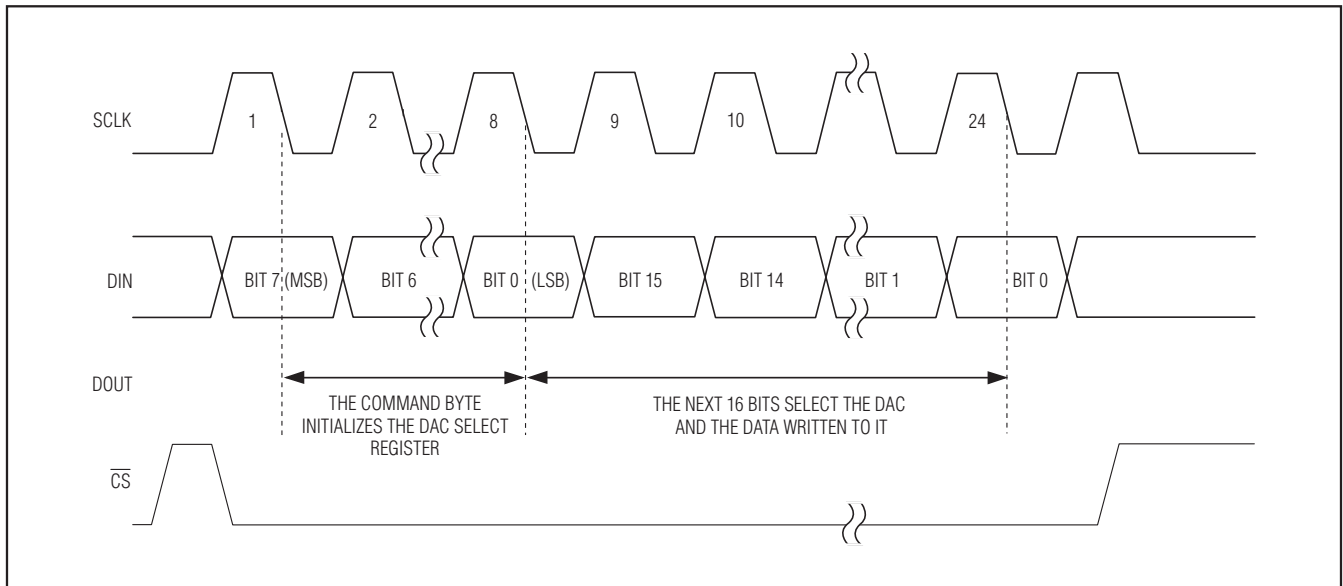 SCLK 1 2 8 9 10 24
DIN BIT 7 (MSB) BIT 6 BIT 0 (LSB) BIT 15 BIT 14 BIT 1 BIT 0
DOUT
THE COMMAND BYTE
INITIALIZES THE DAC SELECT
REGISTER
THE NEXT 16 BITS SELECT THE DAC
AND THE DATA WRITTEN TO IT
CS